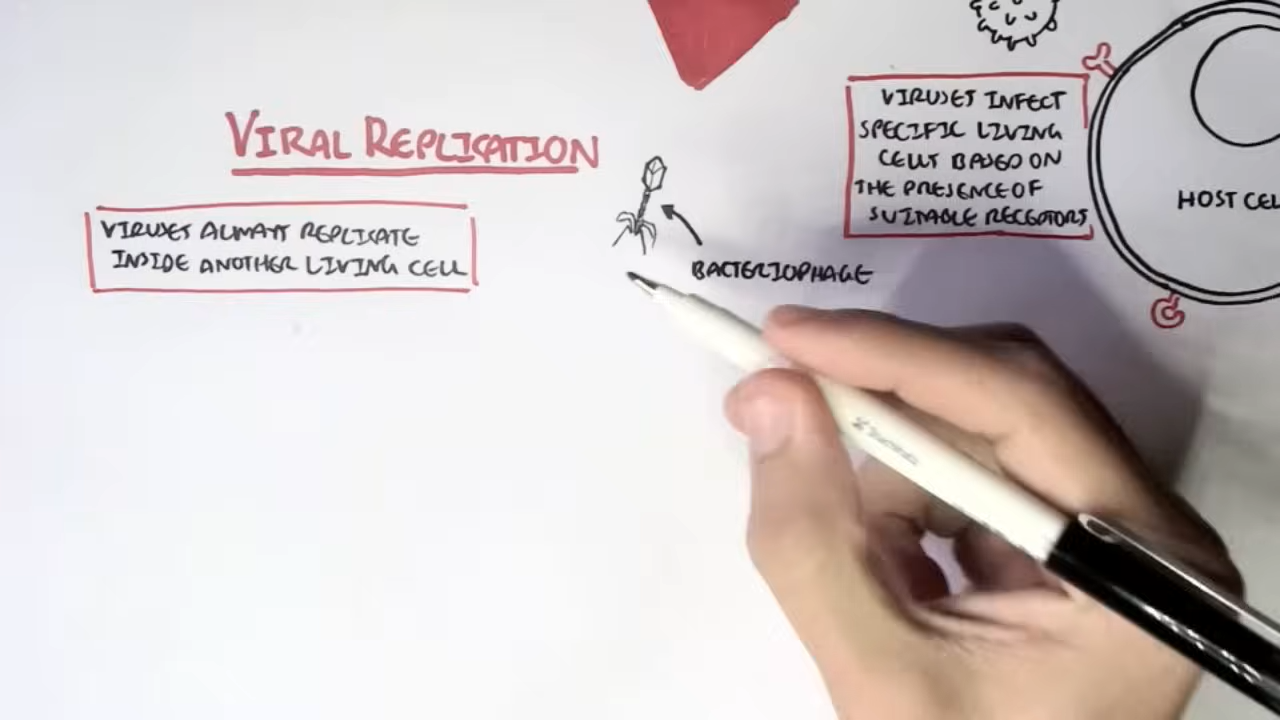 VIRAL REPLICATION
VIRUSES ALWAYS REPLICATE
INSIDE ANOTHER LIVING CELL
BACTERIOPHAGE
VIRUSES INFECT
SPECIFIC LIVING
CELLS BASED ON
THE PRESENCE OF
SUITABLE RECEPTORS
HOST CEL